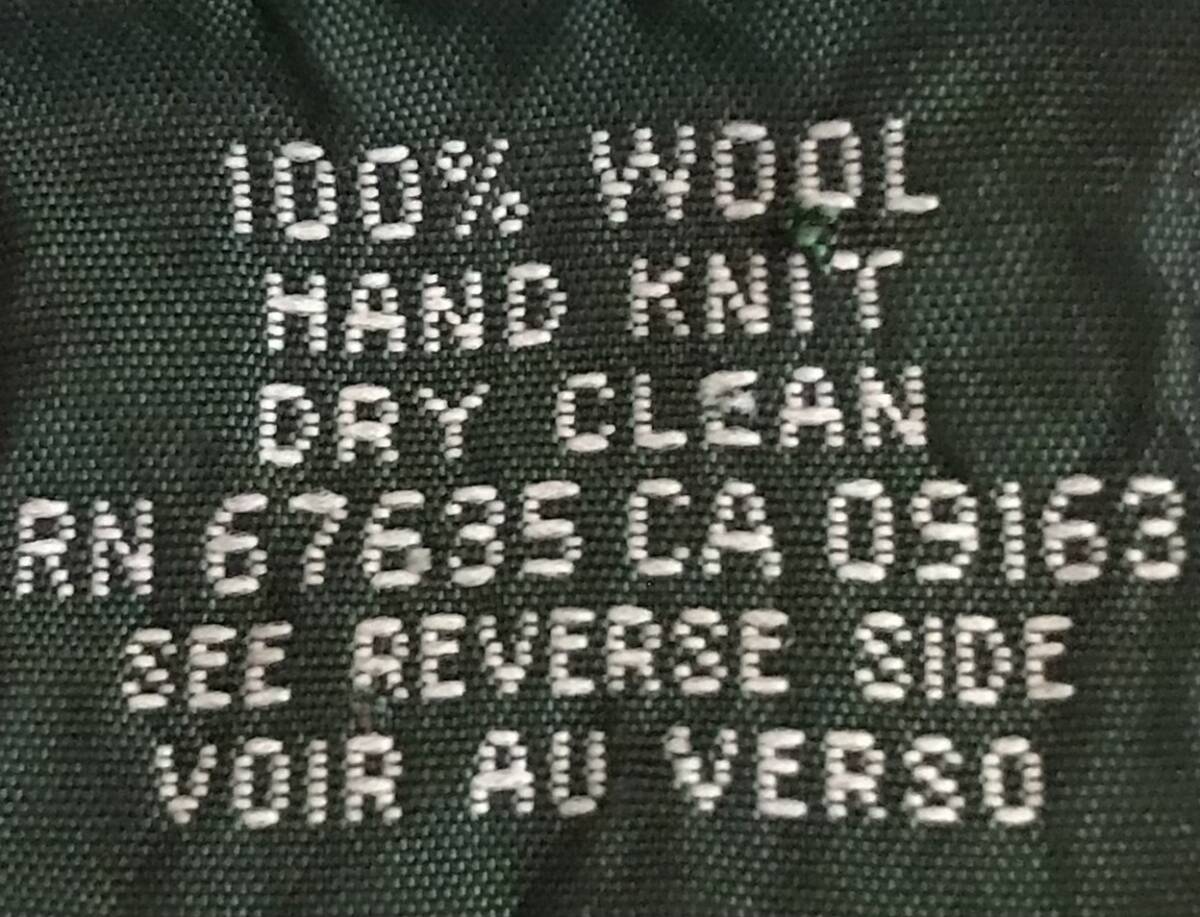 100% WOOL
HAND KNIT
DRY CLEAN
RN 67635 CA 09163
SEE REVERSE SIDE
VOIR AU VERSO